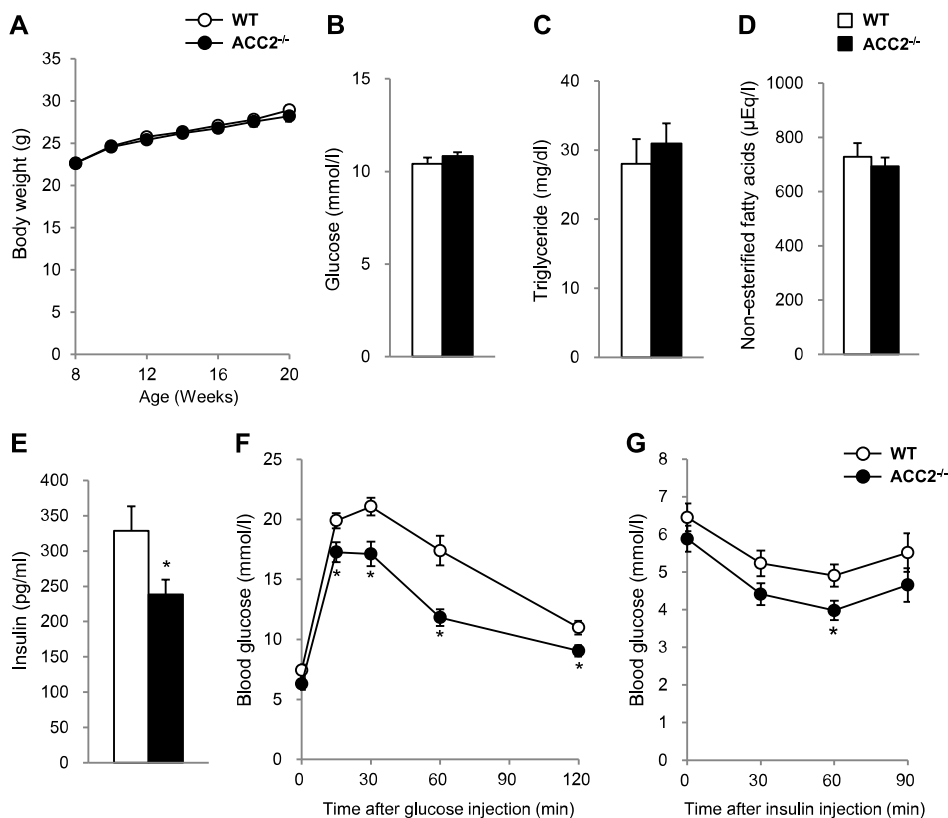 A
WT
ACC2-/-
35
30
25
20
15
10
5
0
8
12
16
20
Body weight (g)
Age (Weeks)
B
15
10
5
0
Glucose (mmol/l)
C
40
30
20
10
0
Triglyceride (mg/dl)
D
WT
ACC2-/-
1000
800
600
400
200
0
Non-esterified fatty acids (µEq/l)
E
400
350
300
250
200
150
100
50
0
Insulin (pg/ml)
*
F
25
20
15
10
5
0
0
30
60
90
120
Blood glucose (mmol/l)
* * * *
Time after glucose injection (min)
G
WT
ACC2-/-
8
7
6
5
4
3
2
1
0
0
30
60
90
Blood glucose (mmol/l)
*
Time after insulin injection (min)